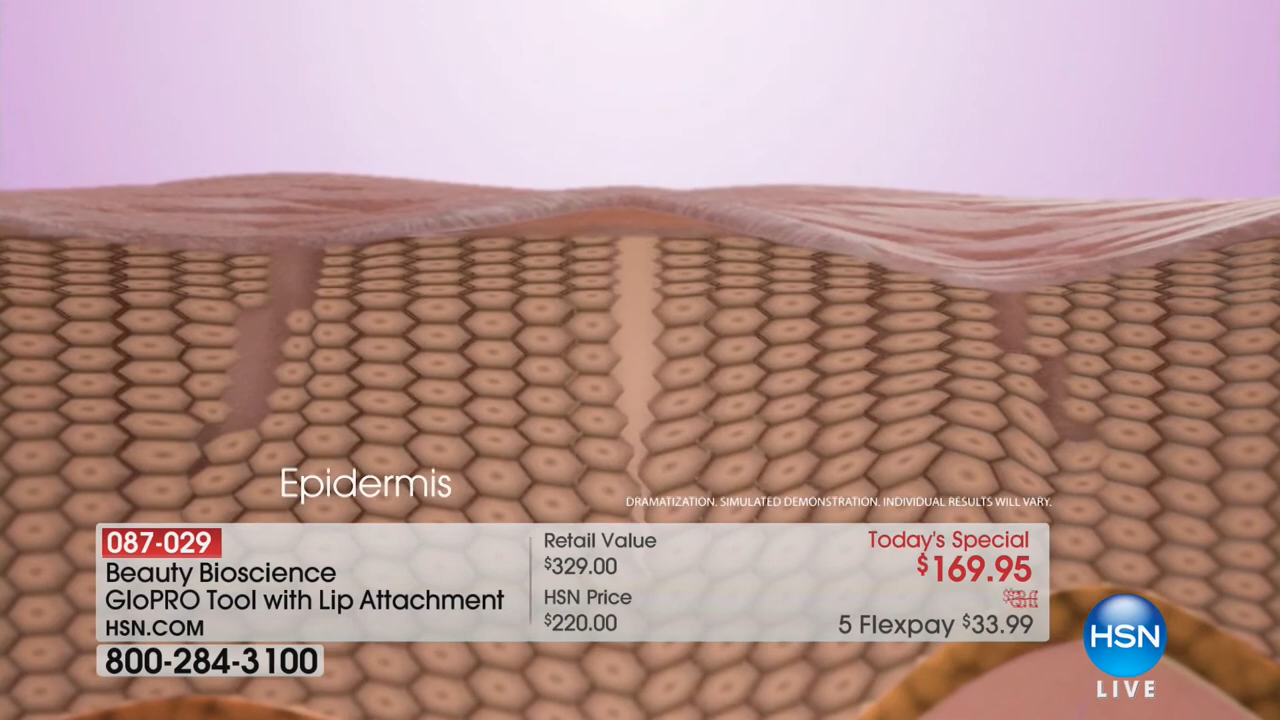 Epidermis
DRAMATIZATION. SIMULATED DEMONSTRATION. INDIVIDUAL RESULTS WILL VARY.
087-029
Beauty Bioscience
GloPRO Tool with Lip Attachment
HSN.COM
800-284-3100
Retail Value
$329.00
HSN Price
$220.00
Today's Special
$169.95
5 Flexpay $33.99
HSN
LIVE